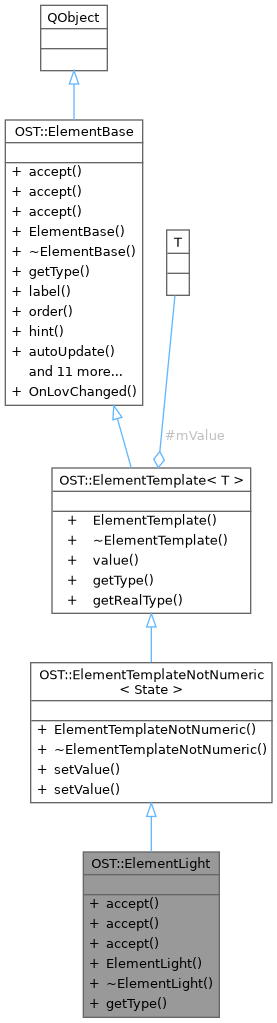 QObject
OST::ElementBase
+ accept()
+ accept()
+ accept()
+ ElementBase()
+ ~ElementBase()
+ getType()
+ label()
+ order()
+ hint()
+ autoUpdate()
and 11 more...
+ OnLovChanged()
T
#mValue
OST::ElementTemplate< T >
+ ElementTemplate()
+ ~ElementTemplate()
+ value()
+ getType()
+ getRealType()
OST::ElementTemplateNotNumeric
< State >
+ ElementTemplateNotNumeric()
+ ~ElementTemplateNotNumeric()
+ setValue()
+ setValue()
OST::ElementLight
+ accept()
+ accept()
+ accept()
+ ElementLight()
+ ~ElementLight()
+ getType()